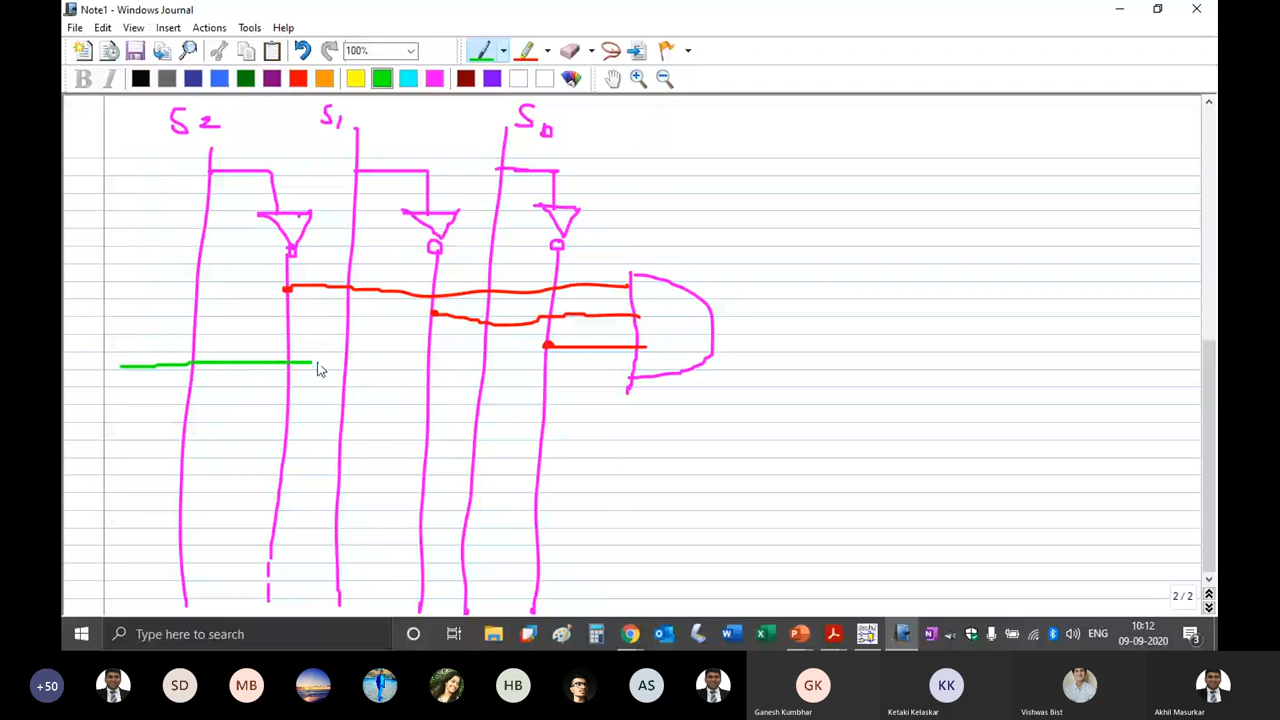 Note1 - Windows Journal
File Edit View Insert Actions Tools Help
100%
B I
S2 S1 S0
2 / 2
Type here to search
ENG
10:12
09-09-2020
3
+50 SD MB HB AS GK KK
Ganesh Kumbhar Ketaki Kelaskar Vishwas Bist Akhil Masurkar